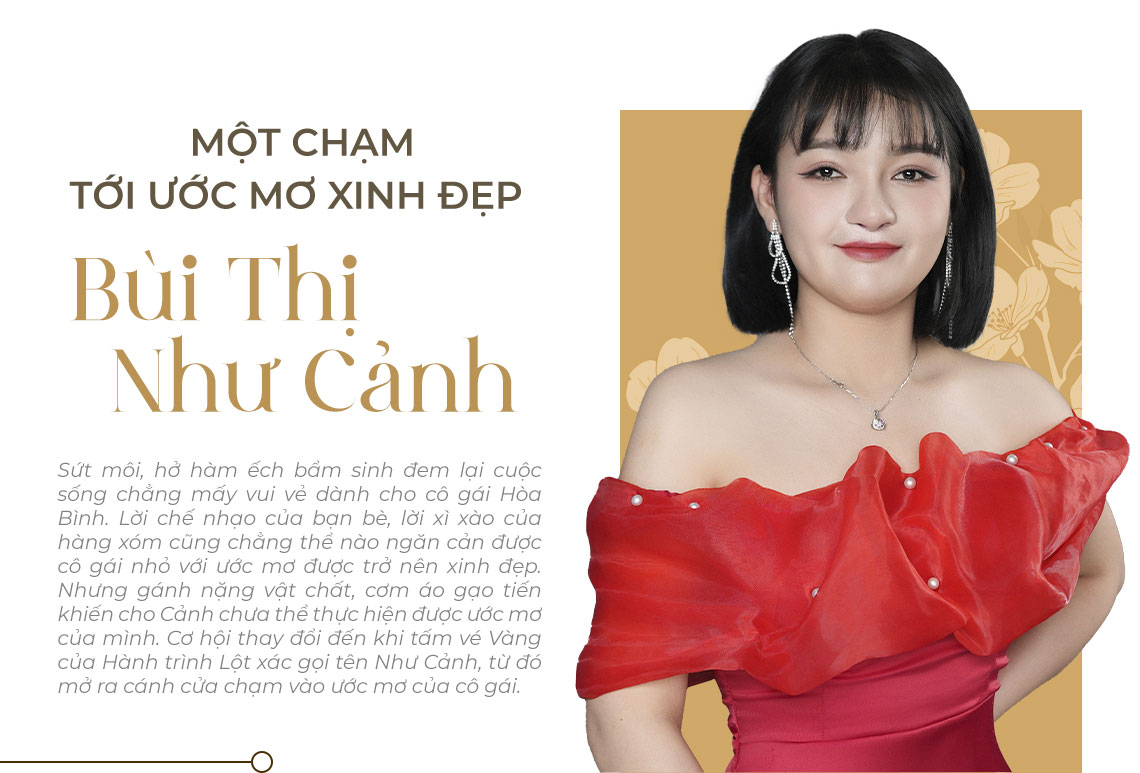 MỘT CHẠM
TỚI ƯỚC MƠ XINH ĐẸP
Bùi Thị
Như Cảnh
Sứt môi, hở hàm ếch bẩm sinh đem lại cuộc
sống chẳng mấy vui vẻ dành cho cô gái Hòa
Bình. Lời chế nhạo của bạn bè, lời xì xào của
hàng xóm cũng chẳng thể nào ngăn cản được
cô gái nhỏ với ước mơ được trở nên xinh đẹp.
Nhưng gánh nặng vật chất, cơm áo gạo tiến
khiến cho Cảnh chưa thể thực hiện được ước mơ
của mình. Cơ hội thay đổi đến khi tấm vé Vàng
của Hành trình Lột xác gọi tên Như Cảnh, từ đó
mở ra cánh cửa chạm vào ước mơ của cô gái.